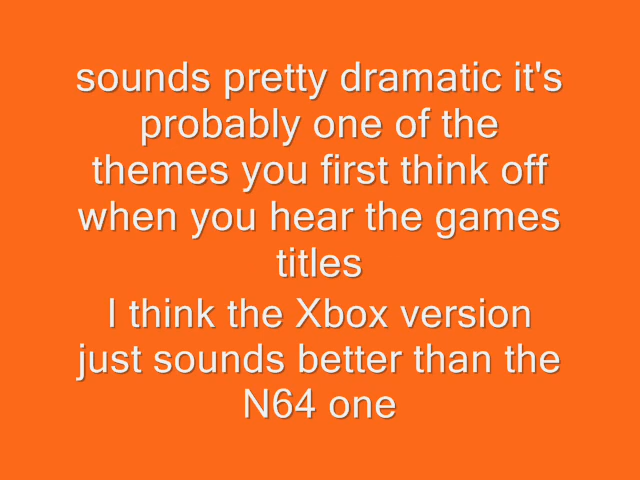 sounds pretty dramatic it's
probably one of the
themes you first think off
when you hear the games
titles
I think the Xbox version
just sounds better than the
N64 one